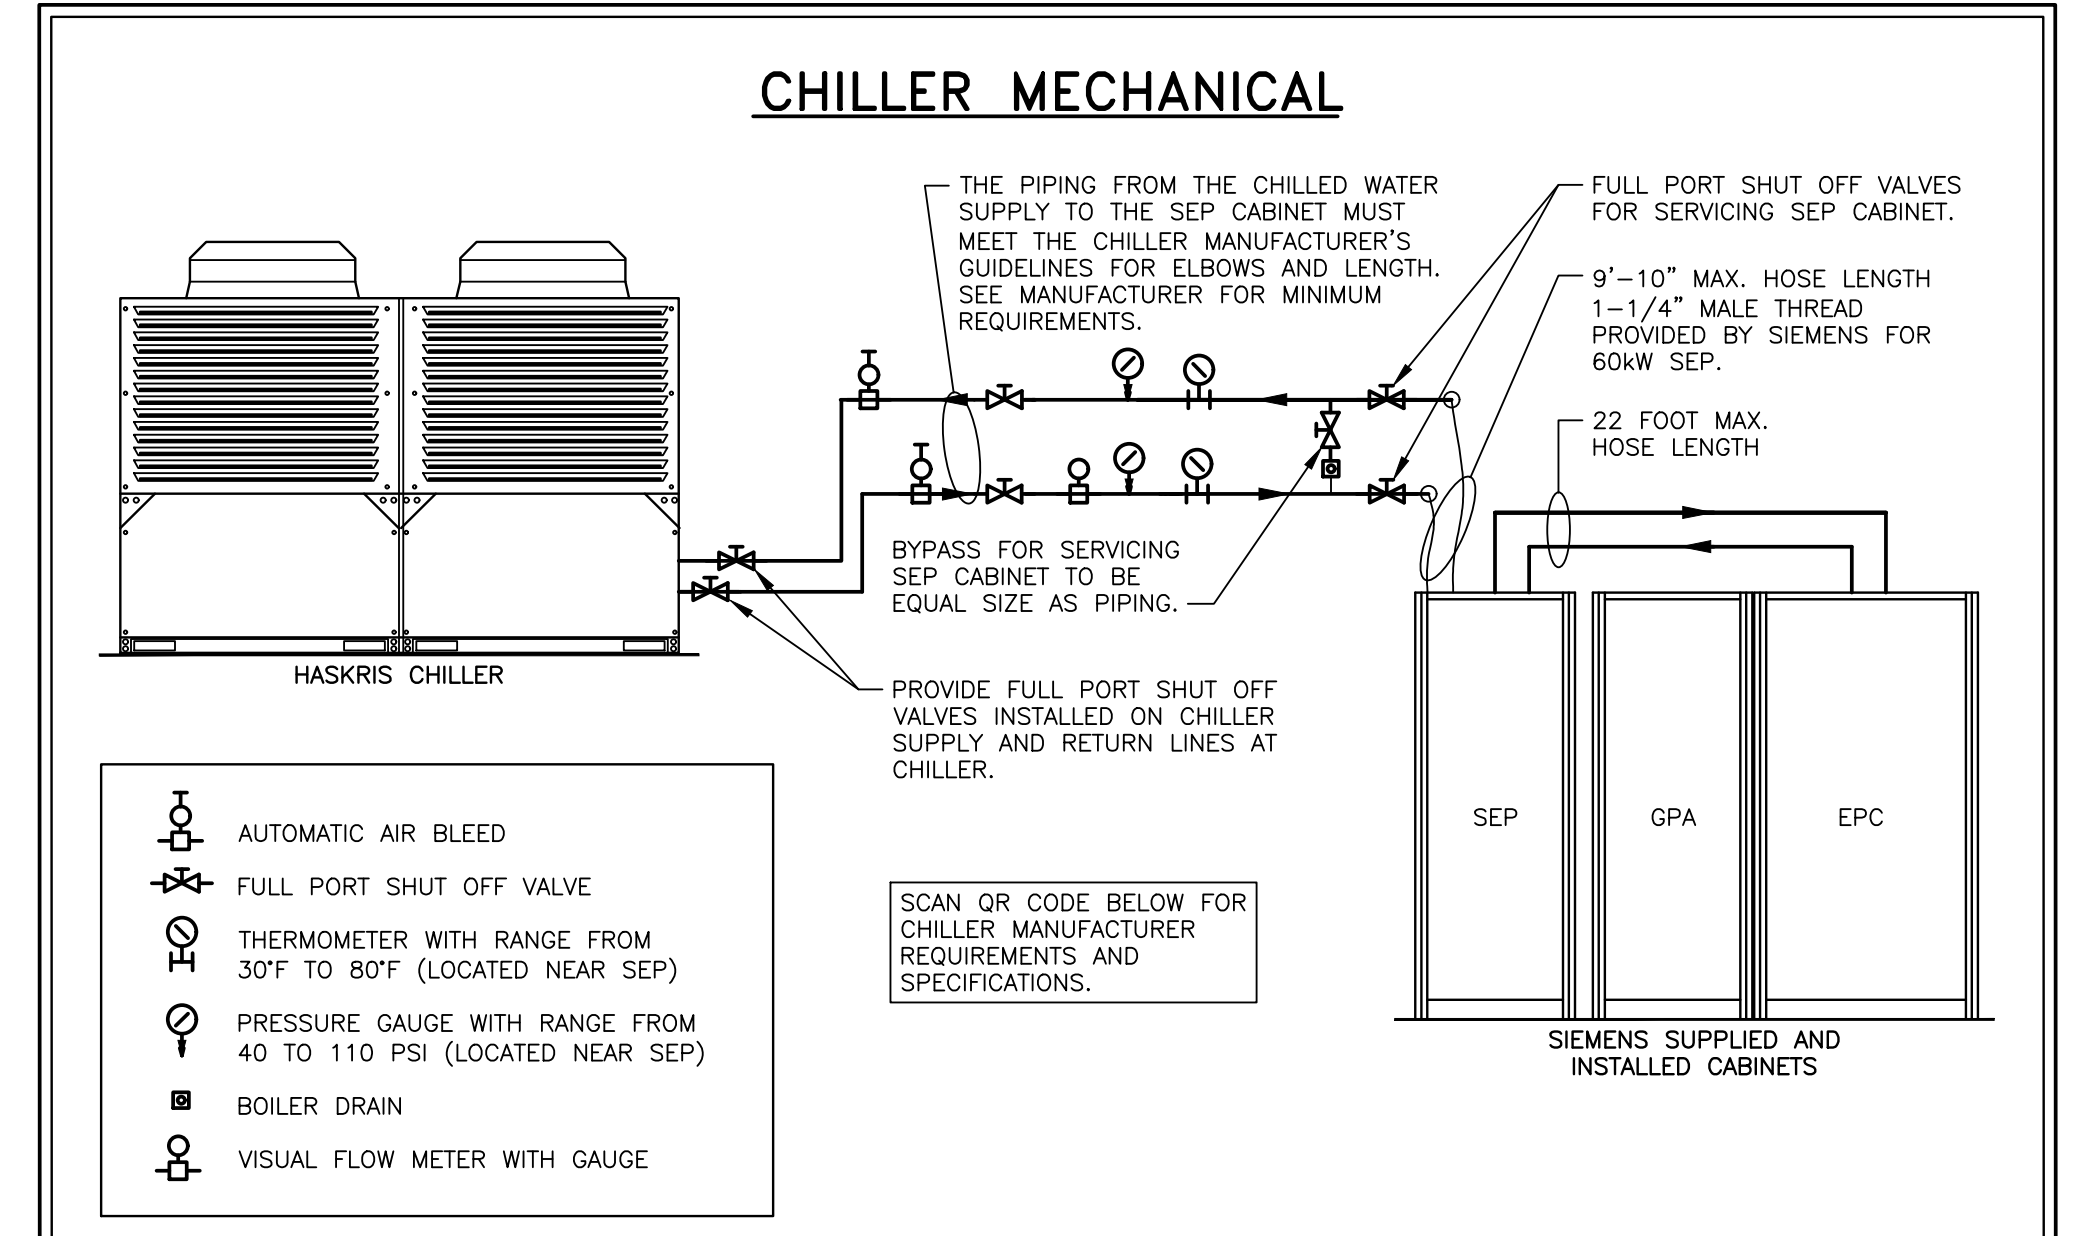 CHILLER MECHANICAL
THE PIPING FROM THE CHILLED WATER
SUPPLY TO THE SEP CABINET MUST
MEET THE CHILLER MANUFACTURER'S
GUIDELINES FOR ELBOWS AND LENGTH.
SEE MANUFACTURER FOR MINIMUM
REQUIREMENTS.
FULL PORT SHUT OFF VALVES
FOR SERVICING SEP CABINET.
9'-10" MAX. HOSE LENGTH
1-1/4" MALE THREAD
PROVIDED BY SIEMENS FOR
60kW SEP.
22 FOOT MAX.
HOSE LENGTH
BYPASS FOR SERVICING
SEP CABINET TO BE
EQUAL SIZE AS PIPING.
HASKRIS CHILLER
PROVIDE FULL PORT SHUT OFF
VALVES INSTALLED ON CHILLER
SUPPLY AND RETURN LINES AT
CHILLER.
SEP
GPA
EPC
SIEMENS SUPPLIED AND
INSTALLED CABINETS
SCAN QR CODE BELOW FOR
CHILLER MANUFACTURER
REQUIREMENTS AND
SPECIFICATIONS.
AUTOMATIC AIR BLEED
FULL PORT SHUT OFF VALVE
THERMOMETER WITH RANGE FROM
30°F TO 80°F (LOCATED NEAR SEP)
PRESSURE GAUGE WITH RANGE FROM
40 TO 110 PSI (LOCATED NEAR SEP)
BOILER DRAIN
VISUAL FLOW METER WITH GAUGE